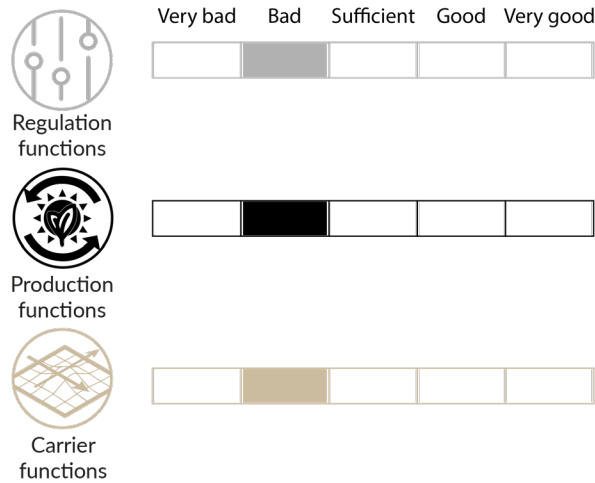 Very bad Bad Sufficient Good Very good
Regulation
functions
Production
functions
Carrier
functions